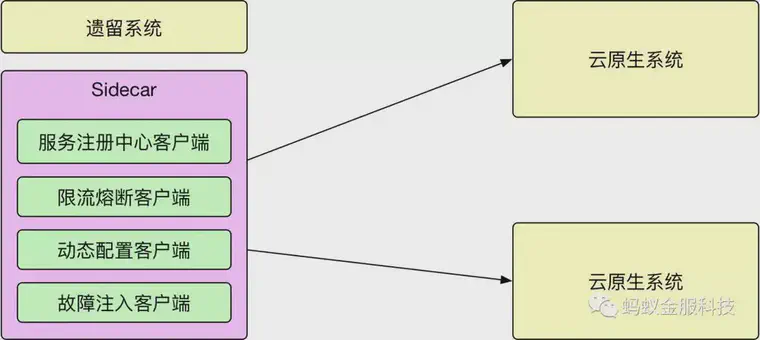 遗留系统
Sidecar
服务注册中心客户端
限流熔断客户端
动态配置客户端
故障注入客户端
云原生系统
云原生系统
蚂蚁金服科技